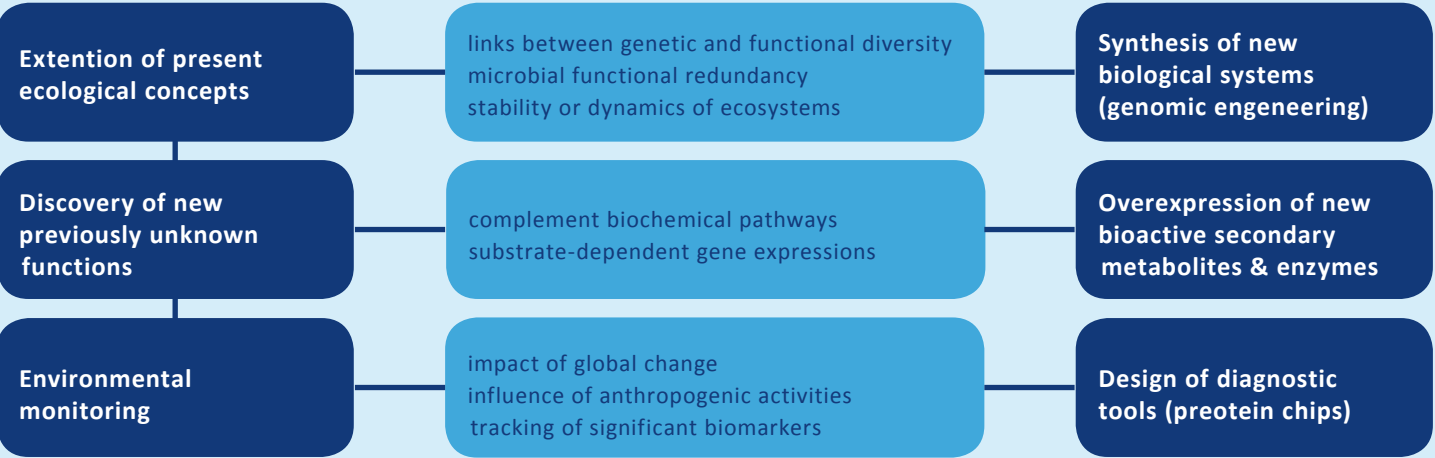 Extention of present
ecological concepts
links between genetic and functional diversity
microbial functional redundancy
stability or dynamics of ecosystems
Synthesis of new
biological systems
(genomic engeneering)
Discovery of new
previously unknown
functions
complement biochemical pathways
substrate-dependent gene expressions
Overexpression of new
bioactive secondary
metabolites & enzymes
Environmental
monitoring
impact of global change
influence of anthropogenic activities
tracking of significant biomarkers
Design of diagnostic
tools (preotein chips)